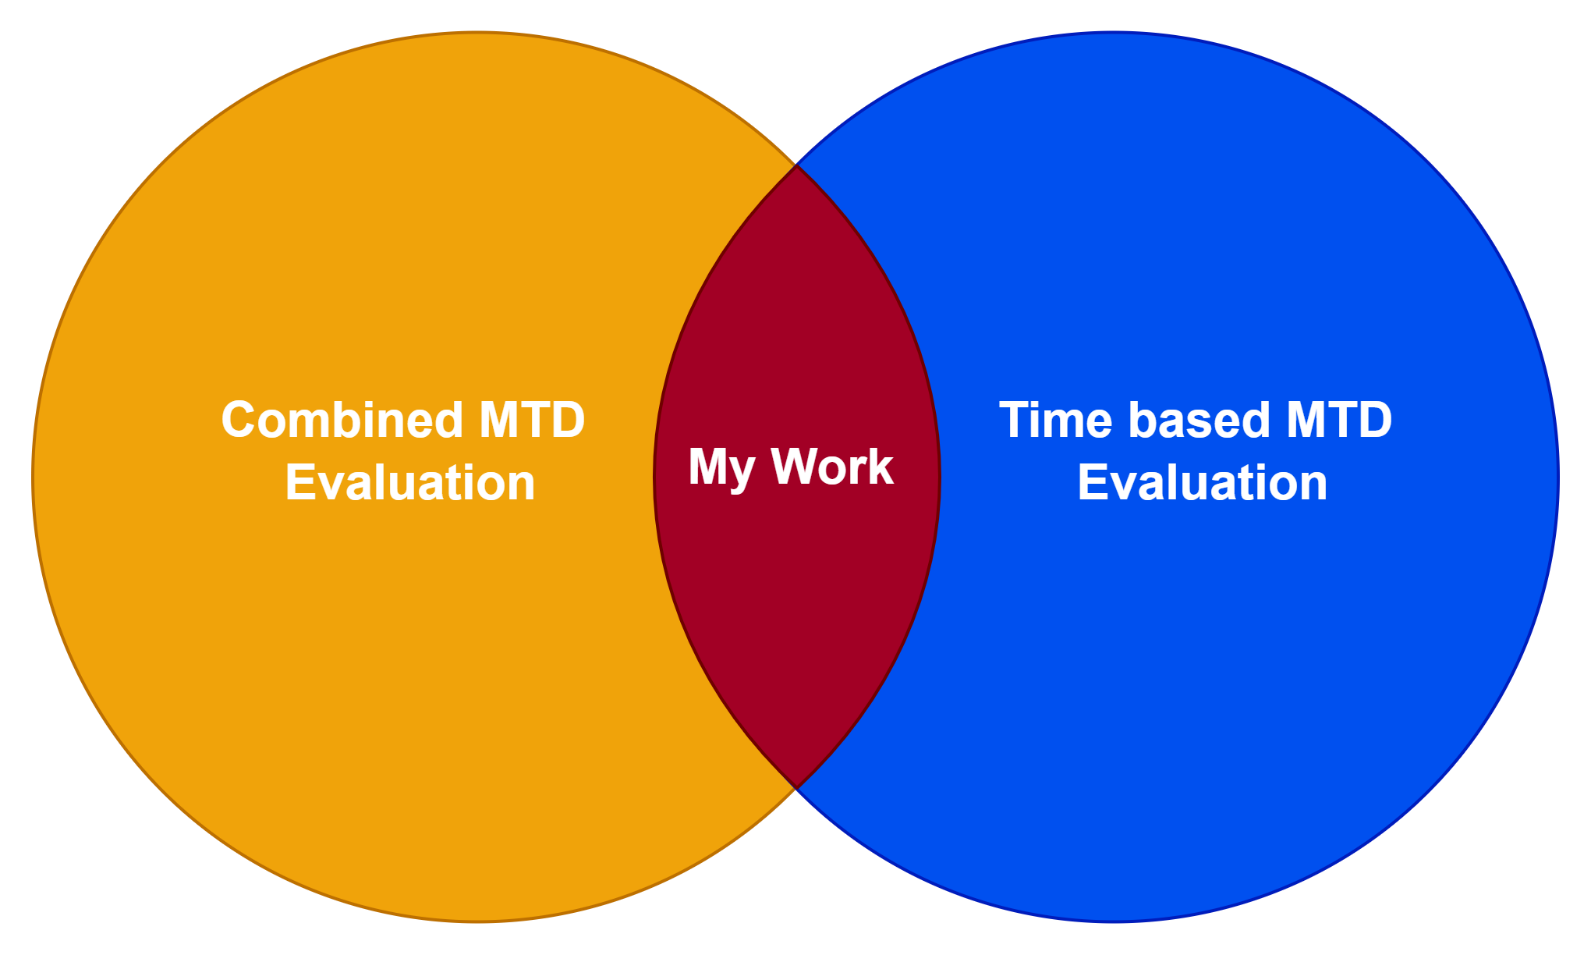 Combined MTD
Evaluation
My Work
Time based MTD
Evaluation